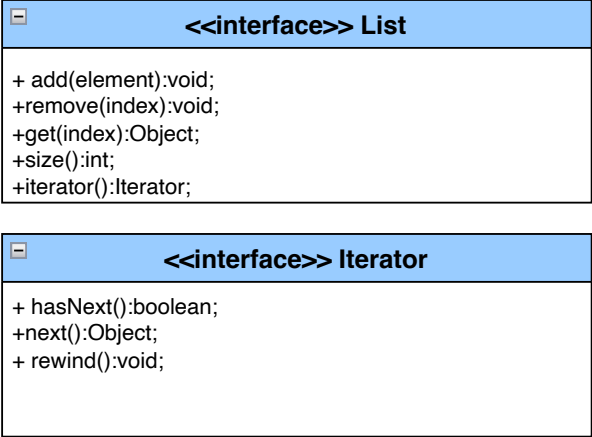 <<interface>> List
+ add(element):void;
+remove(index):void;
+get(index):Object;
+size():int;
+iterator():Iterator;
<<interface>> Iterator
+ hasNext():boolean;
+next():Object;
+ rewind():void;